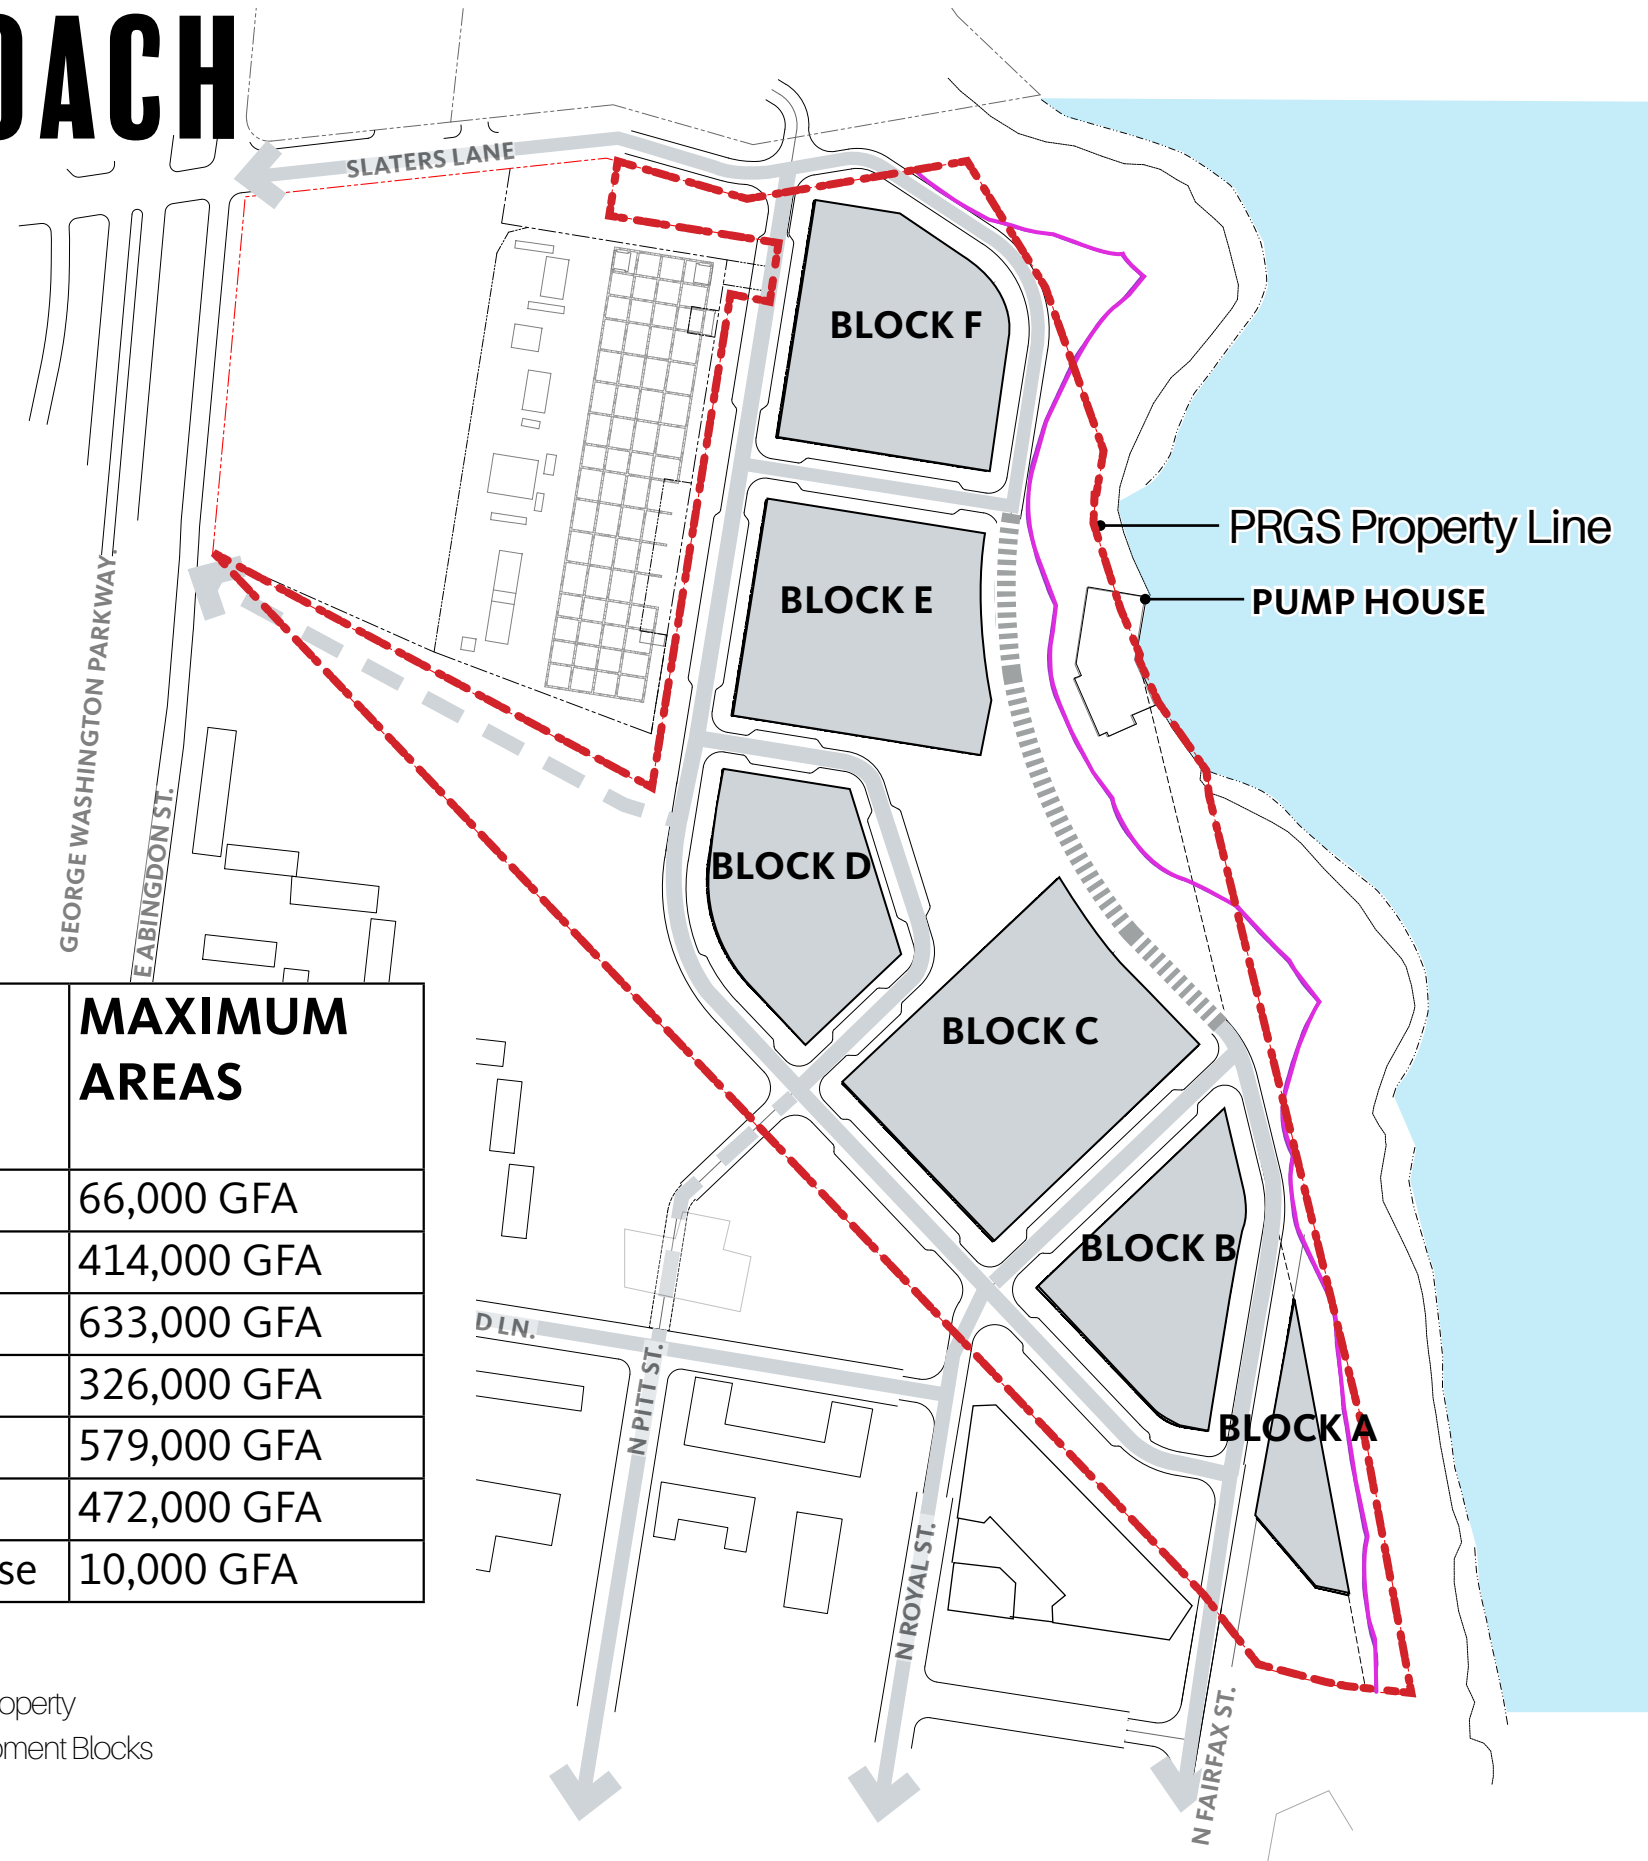 OACH
SLATERS LANE
BLOCK F
PRGS Property Line
BLOCK E
PUMP HOUSE
GEORGE WASHINGTON PARKWAY.
E ABINGDON ST.
BLOCK D
BLOCK C
BLOCK B
BLOCK A
D LN.
N PITT ST.
N ROYAL ST.
N FAIRFAX ST.
MAXIMUM
AREAS
66,000 GFA
414,000 GFA
633,000 GFA
326,000 GFA
579,000 GFA
472,000 GFA
se 10,000 GFA
operty
pment Blocks